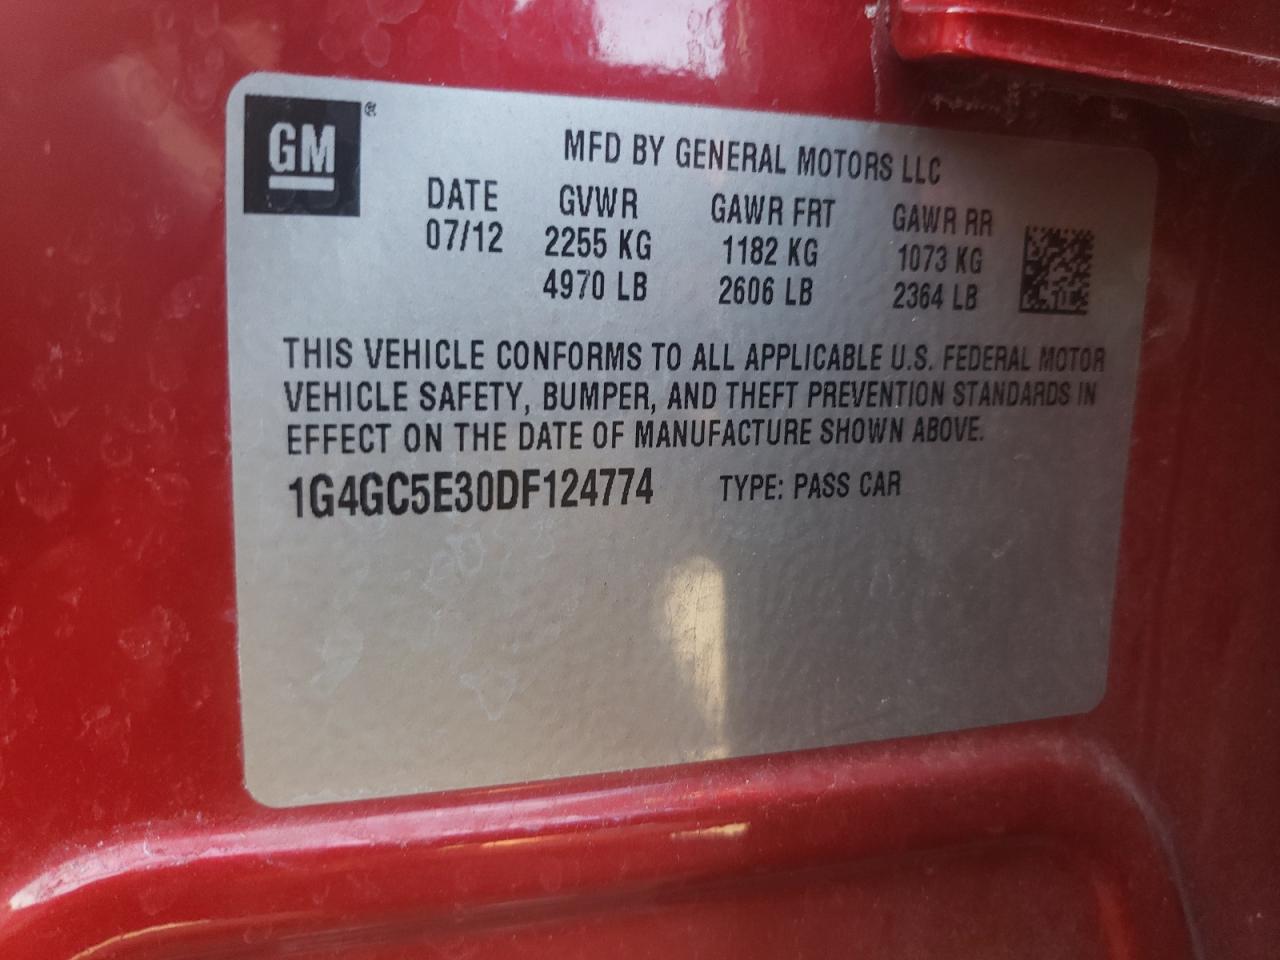 GM ®
MFD BY GENERAL MOTORS LLC
DATE GVWR GAWR FRT GAWR RR
07/12 2255 KG 1182 KG 1073 KG
4970 LB 2606 LB 2364 LB
THIS VEHICLE CONFORMS TO ALL APPLICABLE U.S. FEDERAL MOTOR
VEHICLE SAFETY, BUMPER, AND THEFT PREVENTION STANDARDS IN
EFFECT ON THE DATE OF MANUFACTURE SHOWN ABOVE.
1G4GC5E30DF124774 TYPE: PASS CAR